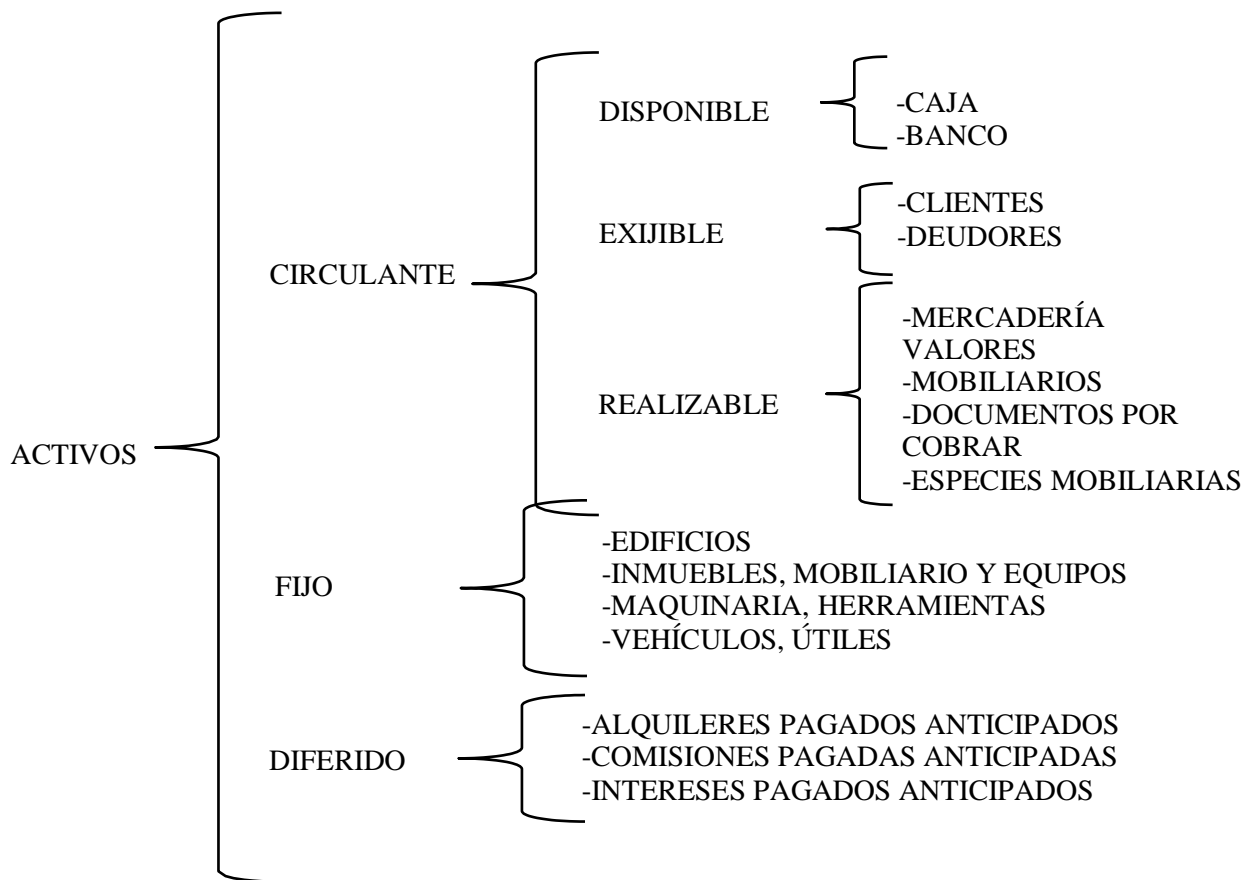 ACTIVOS
CIRCULANTE
DISPONIBLE
-CAJA
-BANCO
EXIJIBLE
-CLIENTES
-DEUDORES
REALIZABLE
-MERCADERÍA
VALORES
-MOBILIARIOS
-DOCUMENTOS POR
COBRAR
-ESPECIES MOBILIARIAS
FIJO
-EDIFICIOS
-INMUEBLES, MOBILIARIO Y EQUIPOS
-MAQUINARIA, HERRAMIENTAS
-VEHÍCULOS, ÚTILES
DIFERIDO
-ALQUILERES PAGADOS ANTICIPADOS
-COMISIONES PAGADAS ANTICIPADAS
-INTERESES PAGADOS ANTICIPADOS